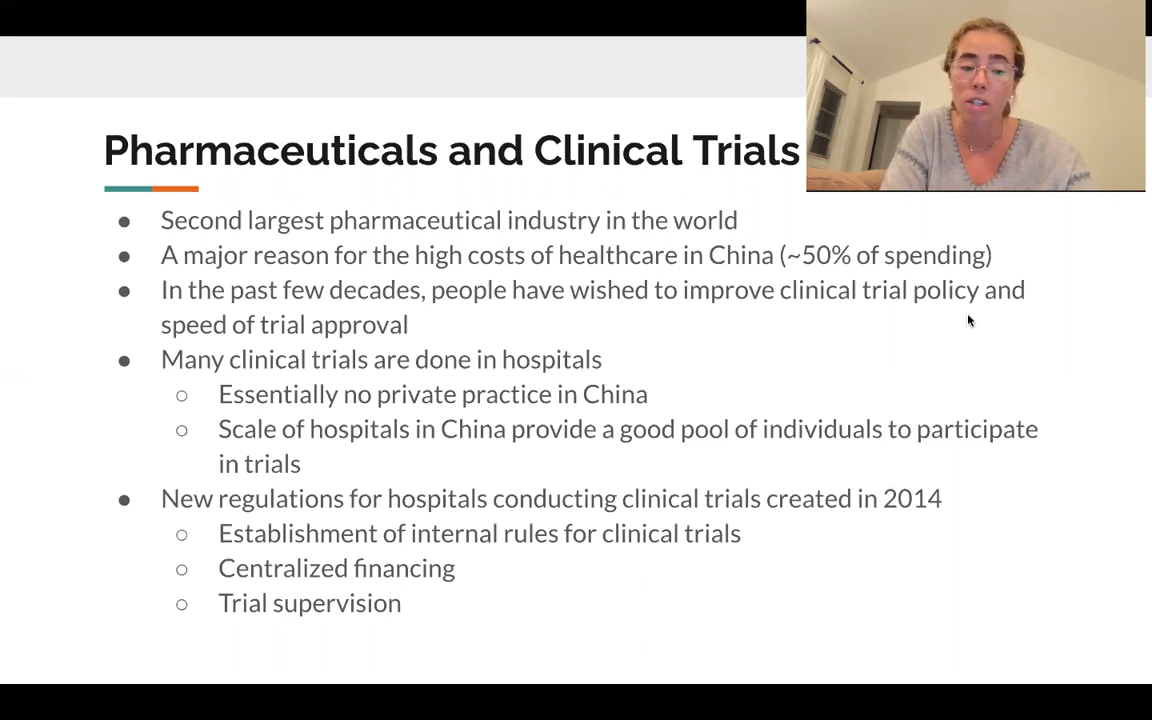 Pharmaceuticals and Clinical Trials
● Second largest pharmaceutical industry in the world
● A major reason for the high costs of healthcare in China (~50% of spending)
● In the past few decades, people have wished to improve clinical trial policy and
speed of trial approval
● Many clinical trials are done in hospitals
○ Essentially no private practice in China
○ Scale of hospitals in China provide a good pool of individuals to participate
in trials
● New regulations for hospitals conducting clinical trials created in 2014
○ Establishment of internal rules for clinical trials
○ Centralized financing
○ Trial supervision